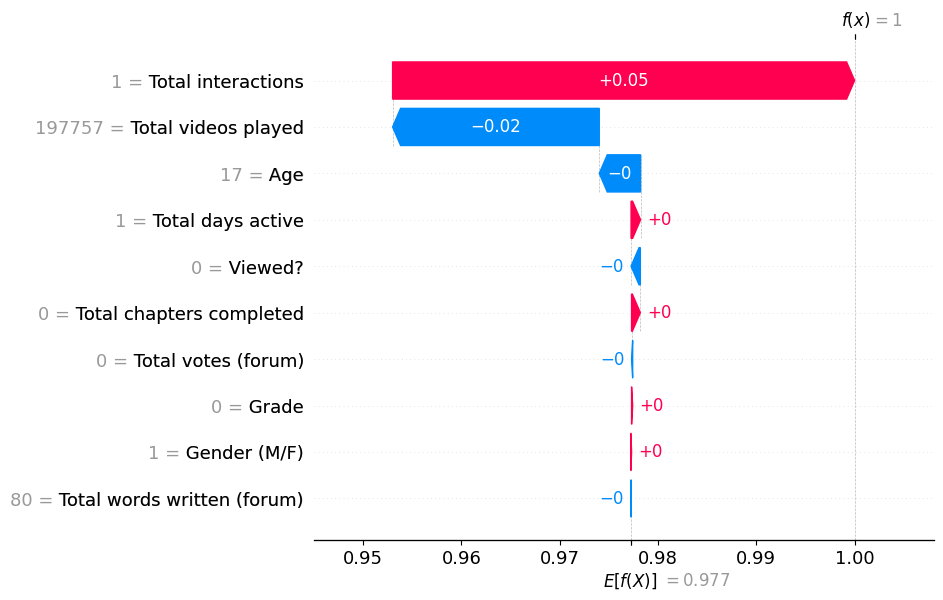 f(x) = 1
1 = Total interactions
+0.05
197757 = Total videos played
−0.02
17 = Age
−0
1 = Total days active
+0
0 = Viewed?
−0
0 = Total chapters completed
+0
0 = Total votes (forum)
−0
0 = Grade
+0
1 = Gender (M/F)
+0
80 = Total words written (forum)
−0
0.95 0.96 0.97 0.98 0.99 1.00
E[f(X)] = 0.977